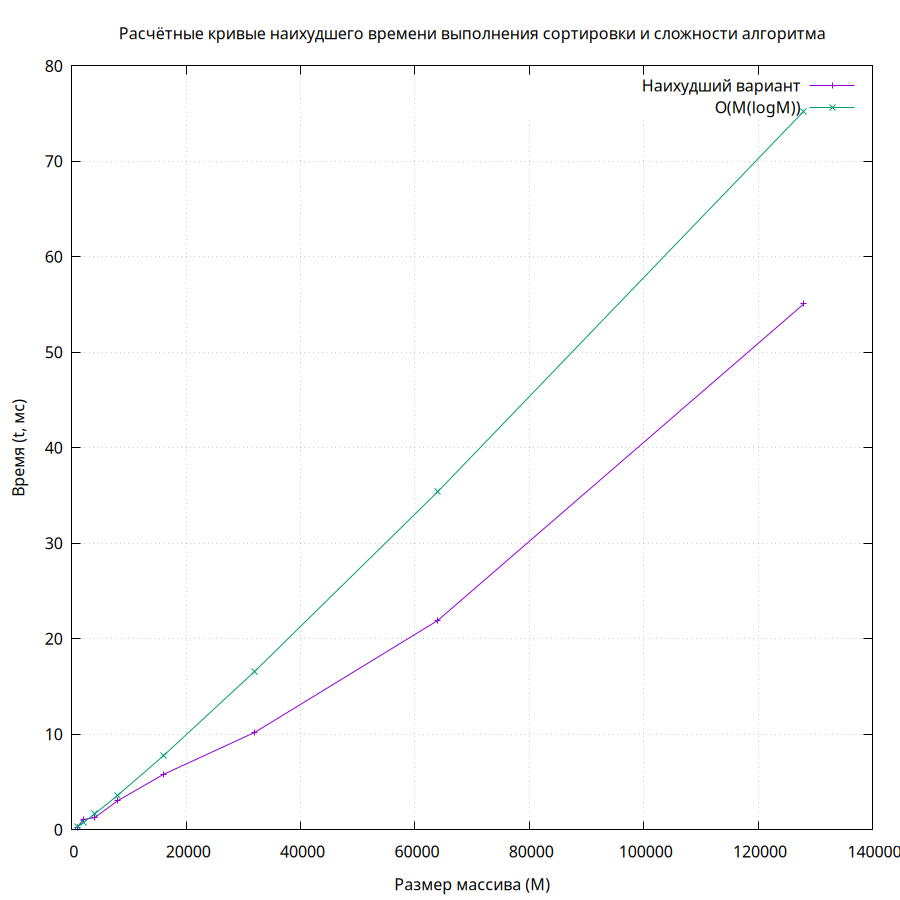 Расчётные кривые наихудшего времени выполнения сортировки и сложности алгоритма
80
70
60
50
40
30
20
10
0
Время (t, мс)
Наихудший вариант
O(M(logM))
0 20000 40000 60000 80000 100000 120000 140000
Размер массива (M)